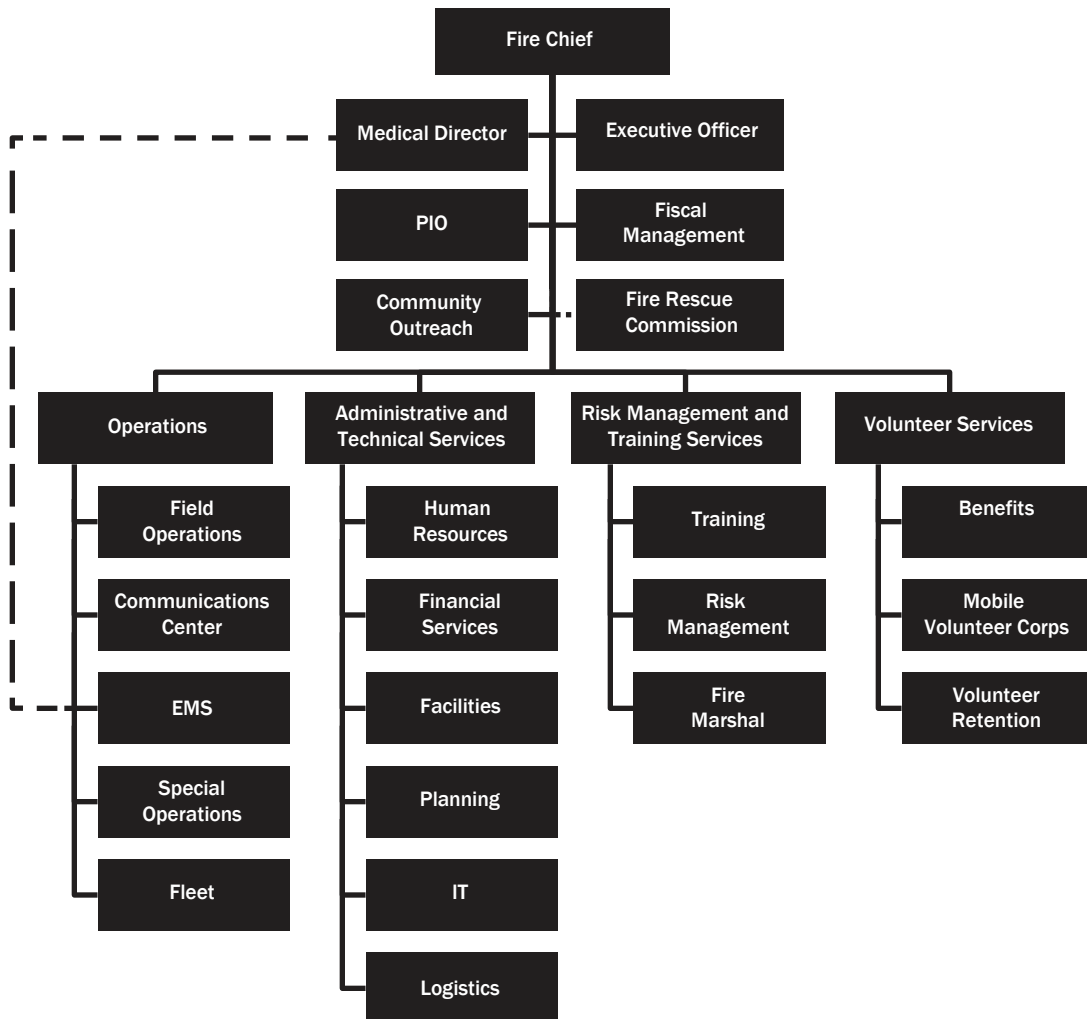 Fire Chief
Medical Director
Executive Officer
PIO
Fiscal
Management
Community
Outreach
Fire Rescue
Commission
Operations
Administrative and
Technical Services
Risk Management and
Training Services
Volunteer Services
Field
Operations
Human
Resources
Training
Benefits
Communications
Center
Financial
Services
Risk
Management
Mobile
Volunteer Corps
EMS
Facilities
Fire
Marshal
Volunteer
Retention
Special
Operations
Planning
Fleet
IT
Logistics